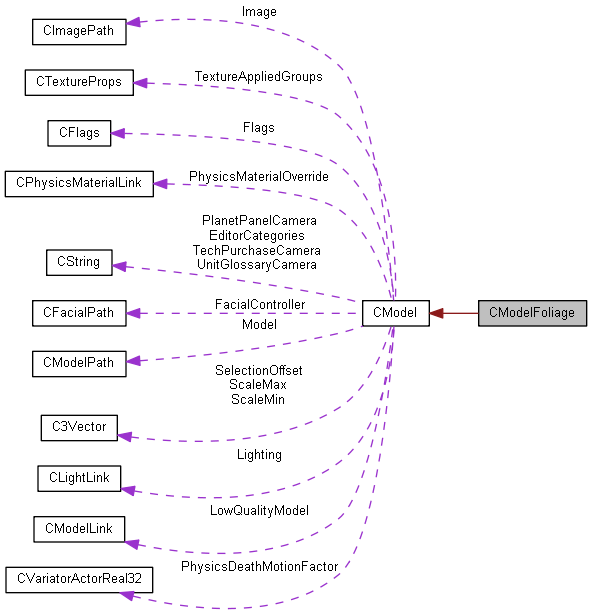 Image
CImagePath
TextureAppliedGroups
CTextureProps
Flags
CFlags
PhysicsMaterialOverride
CPhysicsMaterialLink
PlanetPanelCamera
EditorCategories
TechPurchaseCamera
UnitGlossaryCamera
CString
FacialController
CFacialPath
CModel
CModelFoliage
Model
CModelPath
SelectionOffset
ScaleMax
ScaleMin
C3Vector
Lighting
CLightLink
LowQualityModel
CModelLink
PhysicsDeathMotionFactor
CVariatorActorReal32